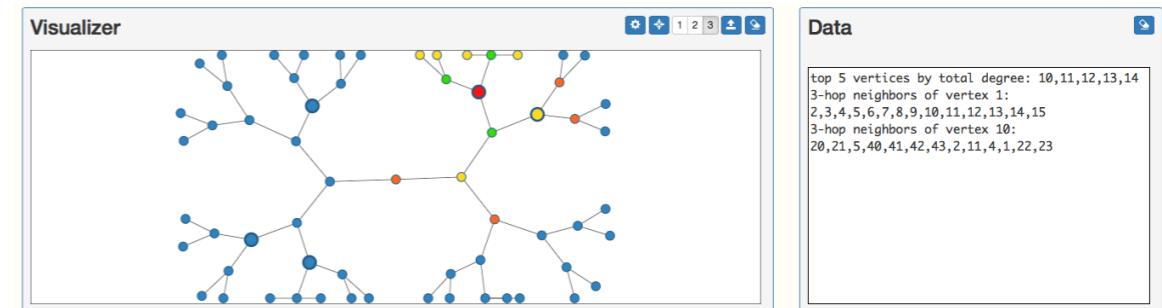 Visualizer
1 2 3
Data
top 5 vertices by total degree: 10,11,12,13,14
3-hop neighbors of vertex 1:
2,3,4,5,6,7,8,9,10,11,12,13,14,15
3-hop neighbors of vertex 10:
20,21,5,40,41,42,43,2,11,4,1,22,23